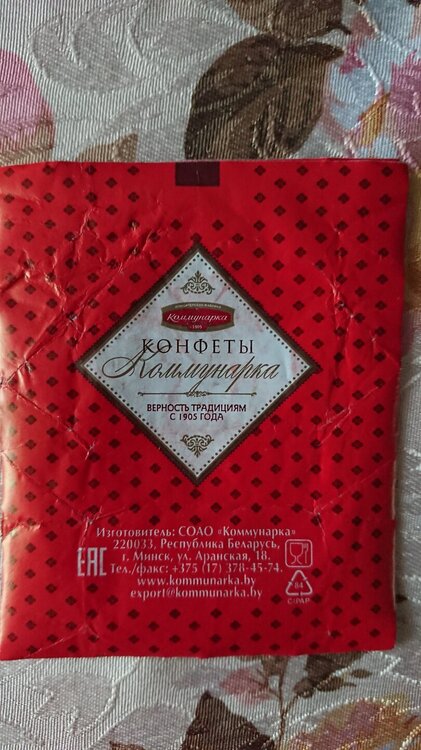 Коммунарка
1905
КОНФЕТЫ
Коммунарка
ВЕРНОСТЬ ТРАДИЦИЯМ
С 1905 ГОДА
Изготовитель: СОАО «Коммунарка»
220033, Республика Беларусь,
г. Минск, ул. Аранская, 18.
Тел./факс: +375 (17) 378-45-74.
www.kommunarka.by
export@kommunarka.by
EAC
84
C/PAP